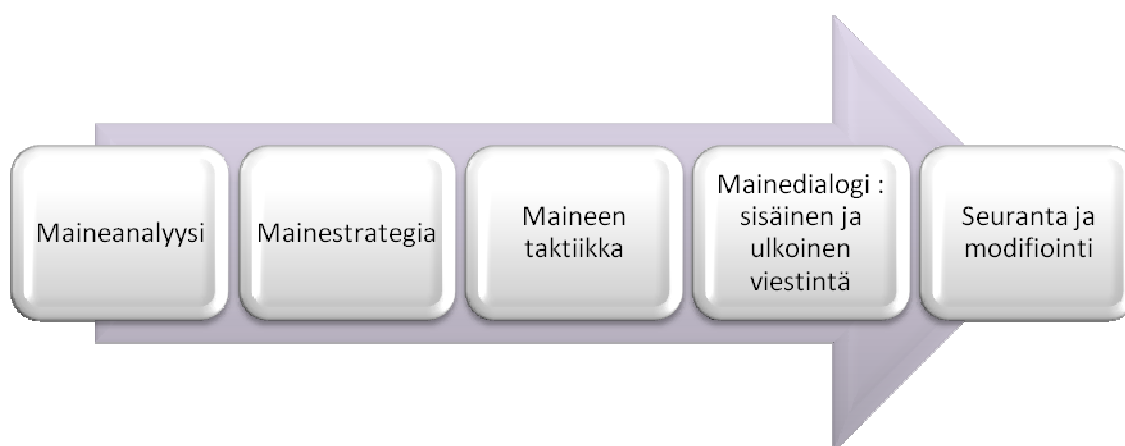 Maineanalyysi
Mainestrategia
Maineen
taktiikka
Mainedialogi :
sisäinen ja
ulkoinen
viestintä
Seuranta ja
modifiointi